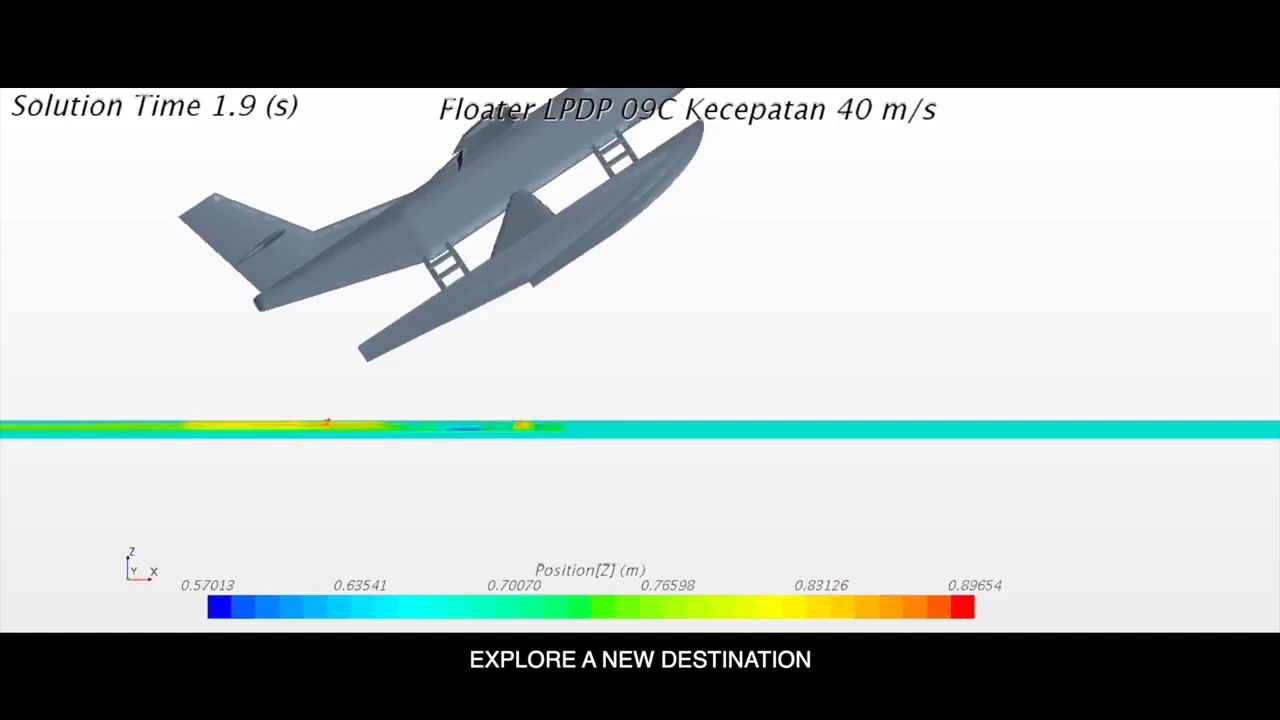 Solution Time 1.9 (s)
Floater LPDP 09C Kecepatan 40 m/s
Z
Y X
Position[Z] (m)
0.57013 0.63541 0.70070 0.76598 0.83126 0.89654
EXPLORE A NEW DESTINATION